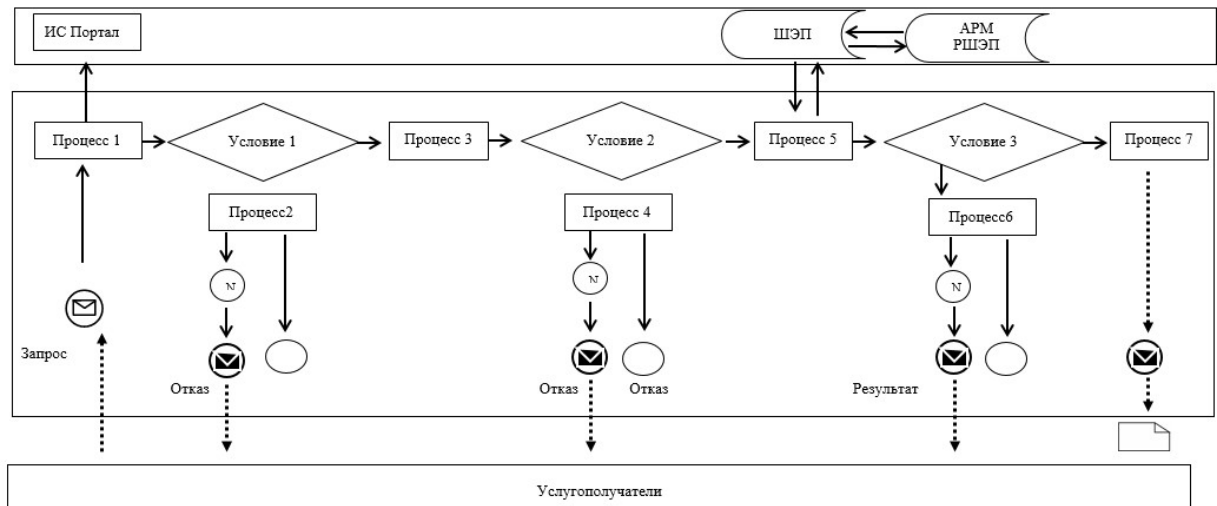 ИС Портал
ШЭП
АРМ
РШЭП
Процесс 1
Условие 1
Процесс 3
Условие 2
Процесс 5
Условие 3
Процесс 7
Процесс2
Процесс 4
Процесс6
N
N
N
Запрос
Отказ
Отказ
Отказ
Результат
Услугополучатели